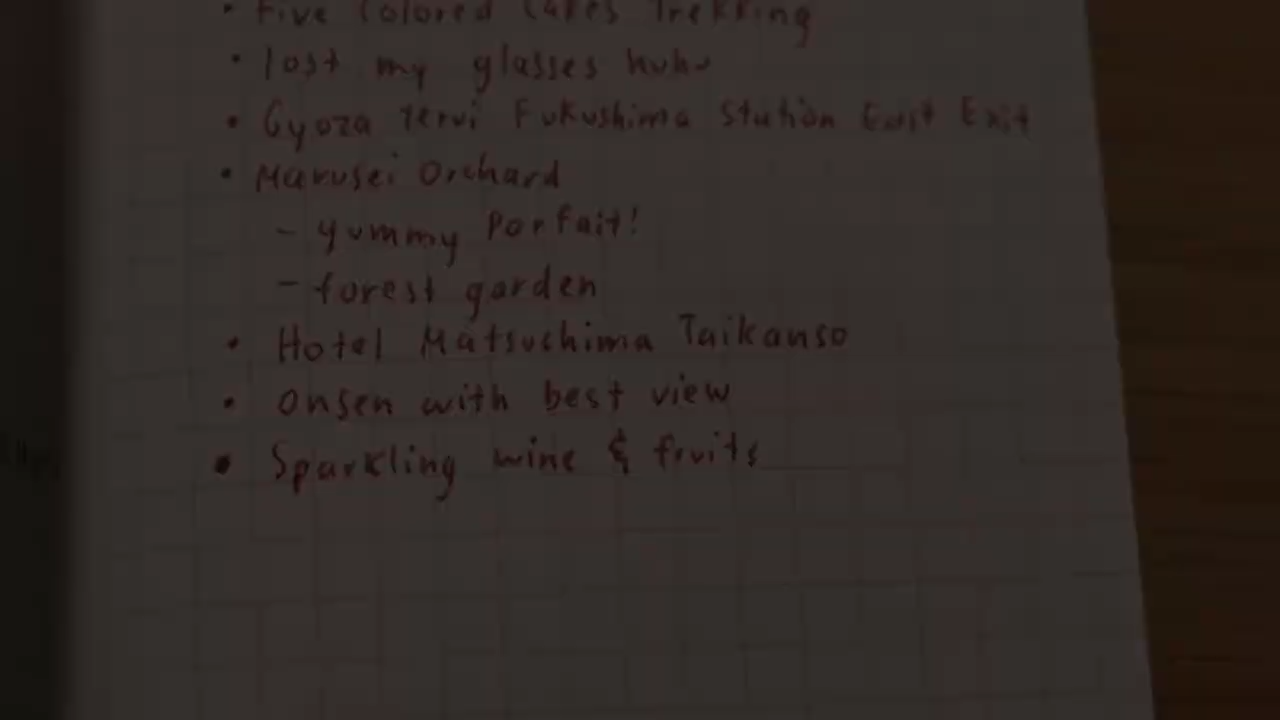 • Five Colored Lakes Trekking
• lost my glasses huhu
• Gyoza Terui Fukushima Station East Exit
• Marusei Orchard
- yummy Parfait!
- forest garden
• Hotel Matsushima Taikanso
• Onsen with best view
• Sparkling wine & fruits